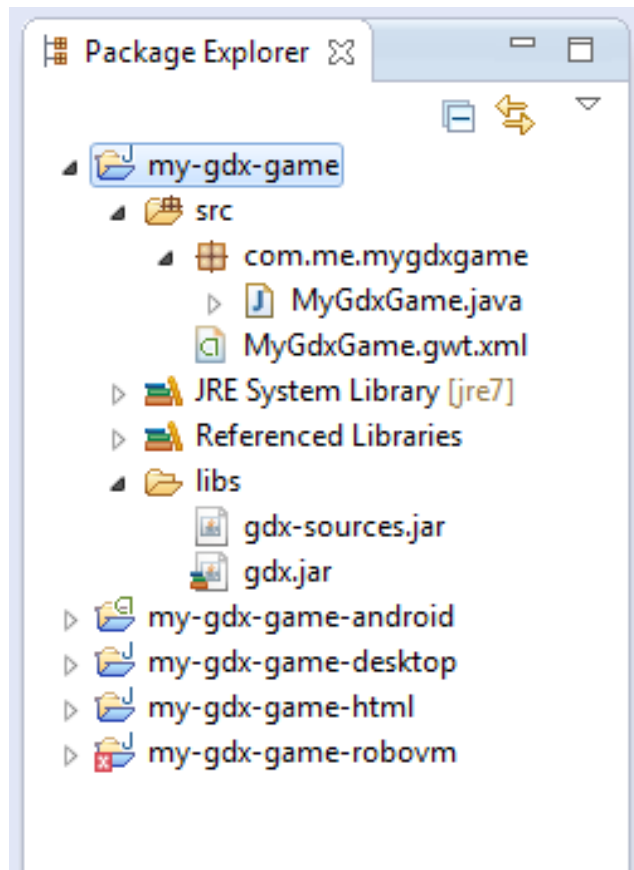 Package Explorer
my-gdx-game
src
com.me.mygdxgame
MyGdxGame.java
MyGdxGame.gwt.xml
JRE System Library [jre7]
Referenced Libraries
libs
gdx-sources.jar
gdx.jar
my-gdx-game-android
my-gdx-game-desktop
my-gdx-game-html
my-gdx-game-robovm